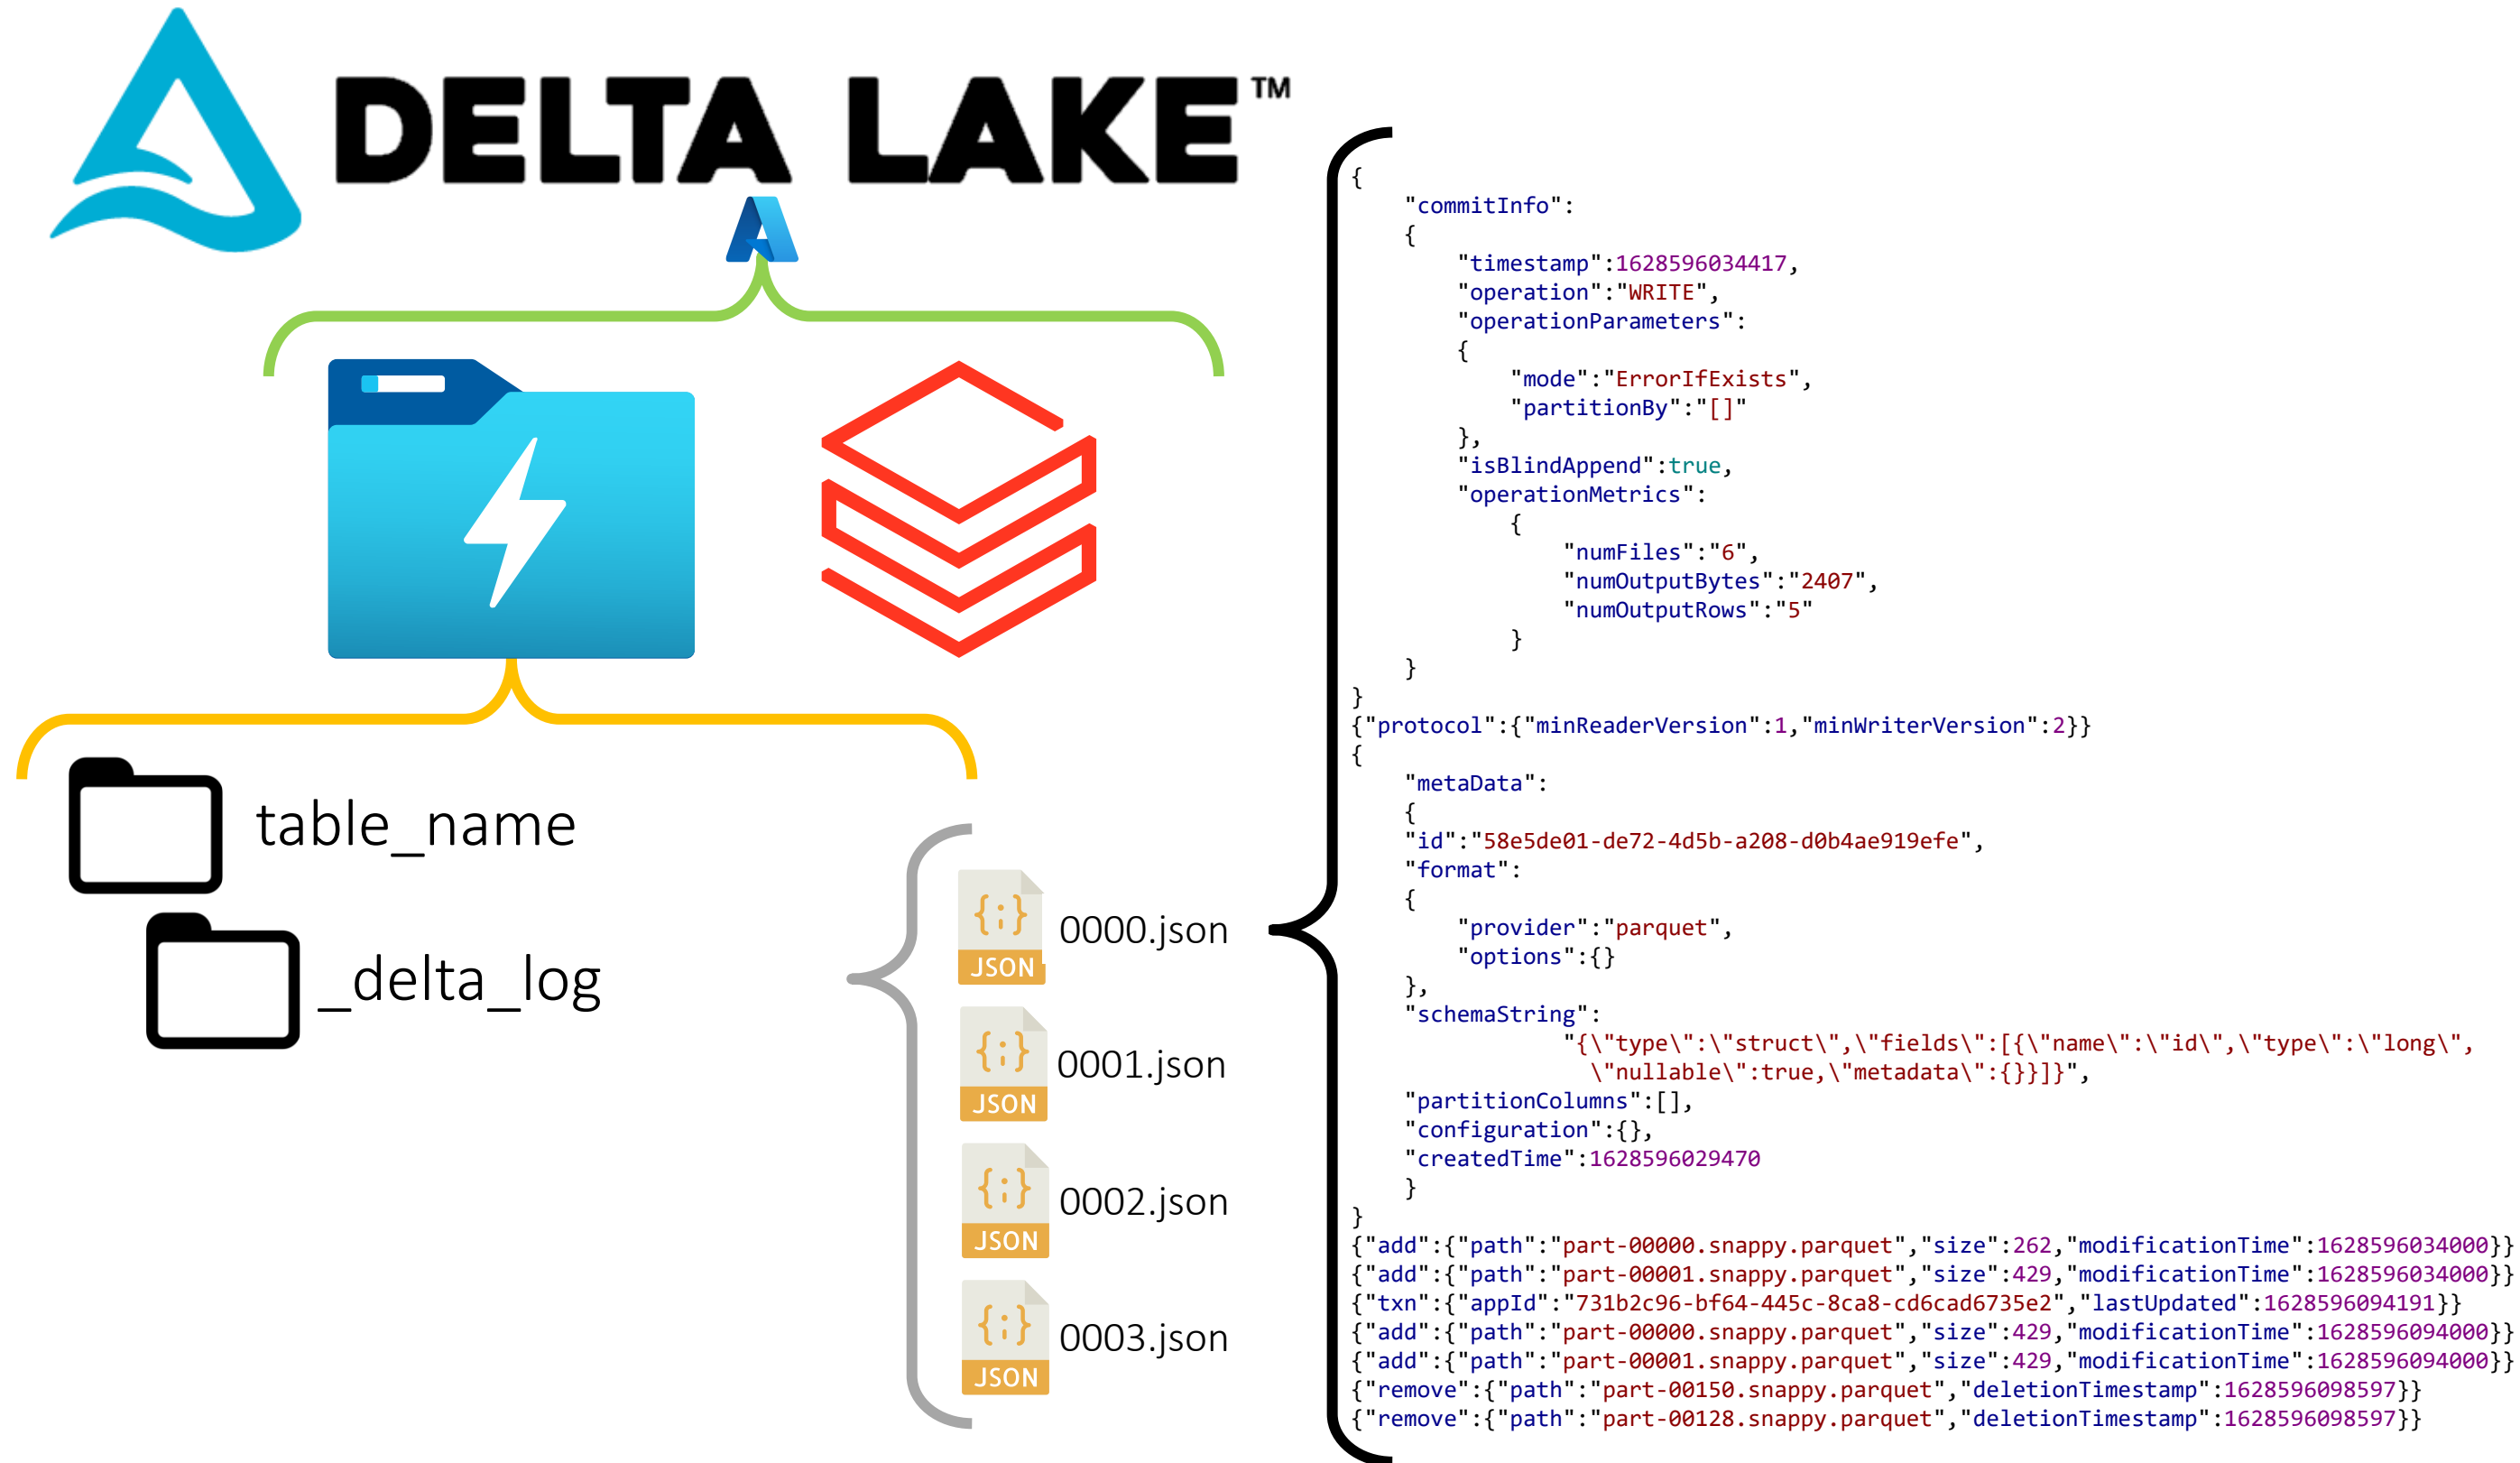 DELTA LAKE™
table_name
_delta_log
{;}
JSON
0000.json
{;}
JSON
0001.json
{;}
JSON
0002.json
{;}
JSON
0003.json
{
"commitInfo":
{
"timestamp":1628596034417,
"operation":"WRITE",
"operationParameters":
{
"mode":"ErrorIfExists",
"partitionBy":"[]"
},
"isBlindAppend":true,
"operationMetrics":
{
"numFiles":"6",
"numOutputBytes":"2407",
"numOutputRows":"5"
}
}
}
{"protocol":{"minReaderVersion":1,"minWriterVersion":2}}
{
"metaData":
{
"id":"58e5de01-de72-4d5b-a208-d0b4ae919efe",
"format":
{
"provider":"parquet",
"options":{}
},
"schemaString":
"{\"type\":\"struct\",\"fields\":[{\"name\":\"id\",\"type\":\"long\",
\"nullable\":true,\"metadata\":{}}]}",
"partitionColumns":[],
"configuration":{},
"createdTime":1628596029470
}
}
{"add":{"path":"part-00000.snappy.parquet","size":262,"modificationTime":1628596034000}}
{"add":{"path":"part-00001.snappy.parquet","size":429,"modificationTime":1628596034000}}
{"txn":{"appId":"731b2c96-bf64-445c-8ca8-cd6cad6735e2","lastUpdated":1628596094191}}
{"add":{"path":"part-00000.snappy.parquet","size":429,"modificationTime":1628596094000}}
{"add":{"path":"part-00001.snappy.parquet","size":429,"modificationTime":1628596094000}}
{"remove":{"path":"part-00150.snappy.parquet","deletionTimestamp":1628596098597}}
{"remove":{"path":"part-00128.snappy.parquet","deletionTimestamp":1628596098597}}